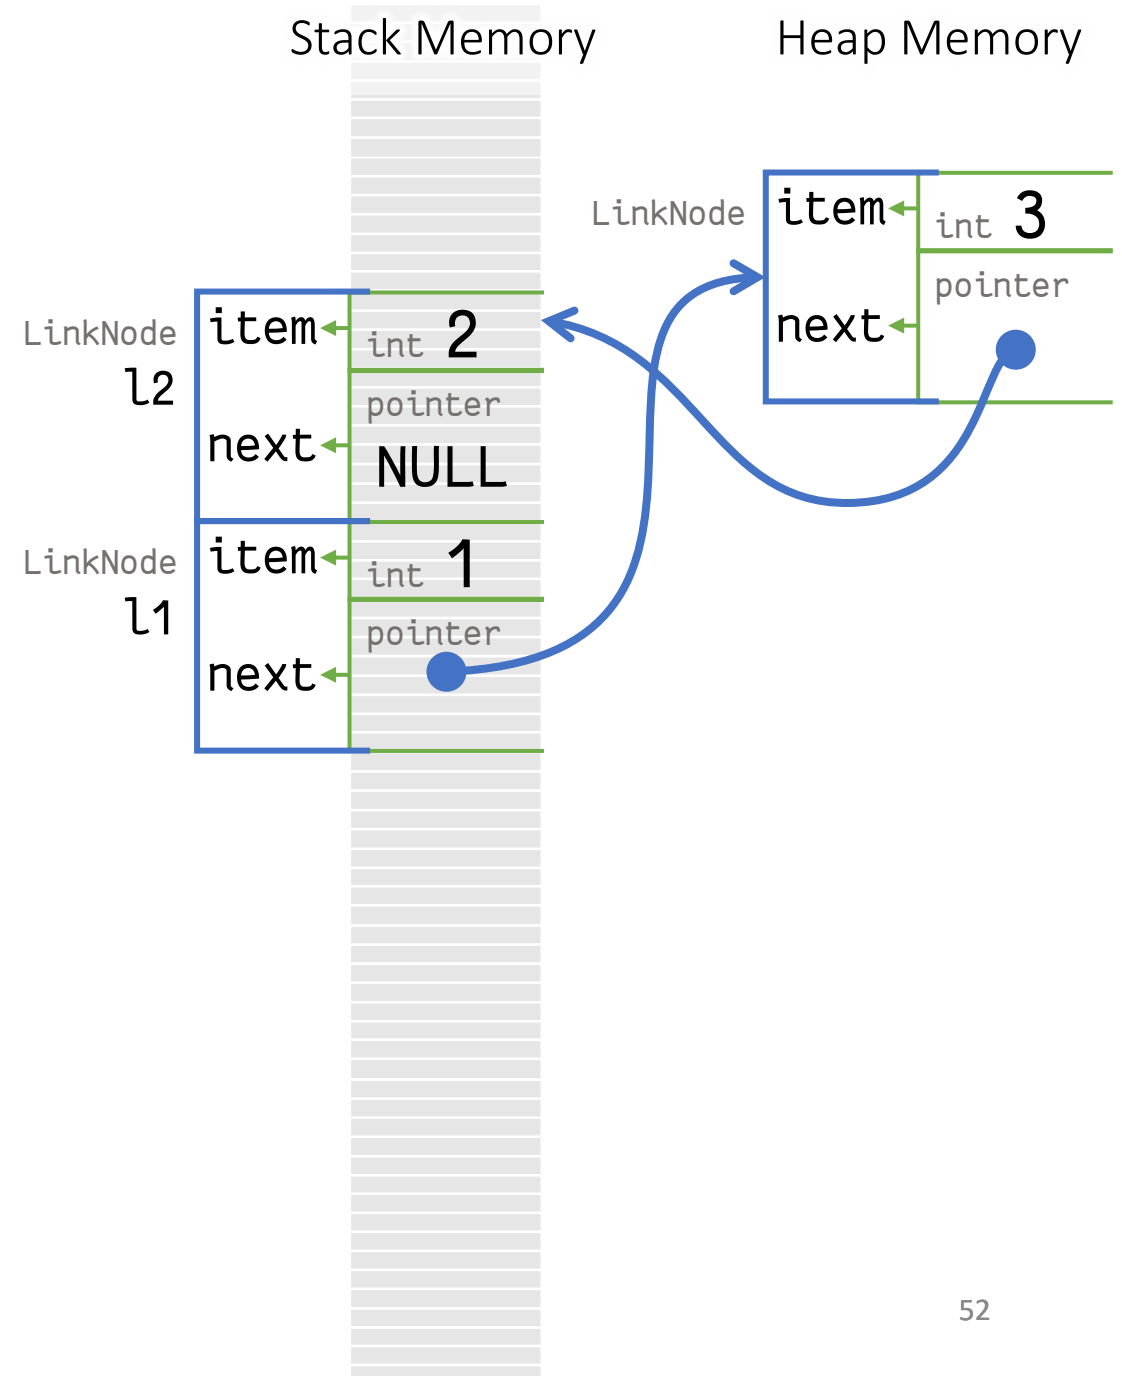 Stack Memory
Heap Memory
LinkNode
item
int 3
pointer
next
LinkNode
l2
item
int 2
pointer
next
NULL
LinkNode
l1
item
int 1
pointer
next
52